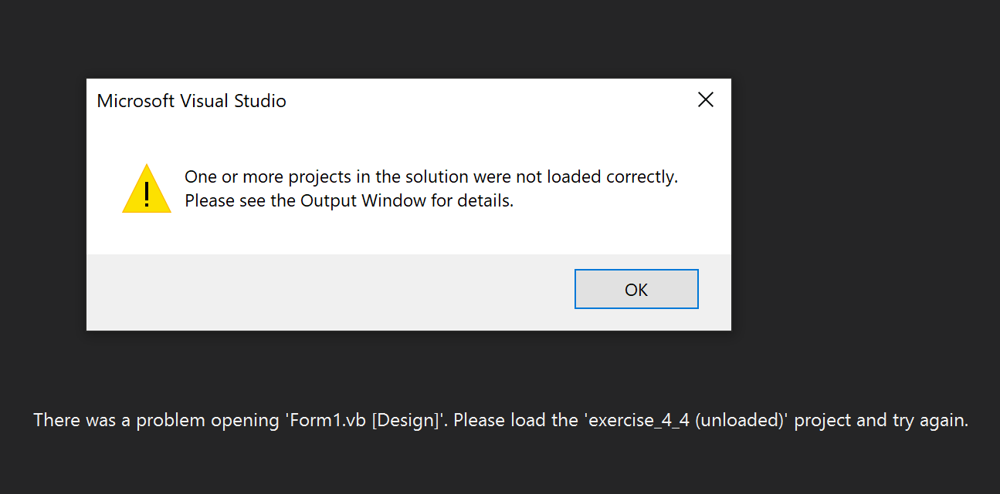 Microsoft Visual Studio
One or more projects in the solution were not loaded correctly.
Please see the Output Window for details.
OK
There was a problem opening 'Form1.vb [Design]'. Please load the 'exercise_4_4 (unloaded)' project and try again.